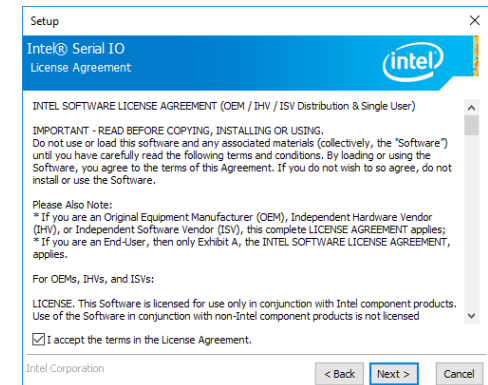 Setup
Intel® Serial IO
License Agreement
intel
INTEL SOFTWARE LICENSE AGREEMENT (OEM / IHV / ISV Distribution & Single User)
IMPORTANT - READ BEFORE COPYING, INSTALLING OR USING.
Do not use or load this software and any associated materials (collectively, the "Software")
until you have carefully read the following terms and conditions. By loading or using the
Software, you agree to the terms of this Agreement. If you do not wish to so agree, do not
install or use the Software.
Please Also Note:
* If you are an Original Equipment Manufacturer (OEM), Independent Hardware Vendor
(IHV), or Independent Software Vendor (ISV), this complete LICENSE AGREEMENT applies;
* If you are an End-User, then only Exhibit A, the INTEL SOFTWARE LICENSE AGREEMENT,
applies.
For OEMs, IHVs, and ISVs:
LICENSE. This Software is licensed for use only in conjunction with Intel component products.
Use of the Software in conjunction with non-Intel component products is not licensed
I accept the terms in the License Agreement.
Intel Corporation
< Back Next > Cancel